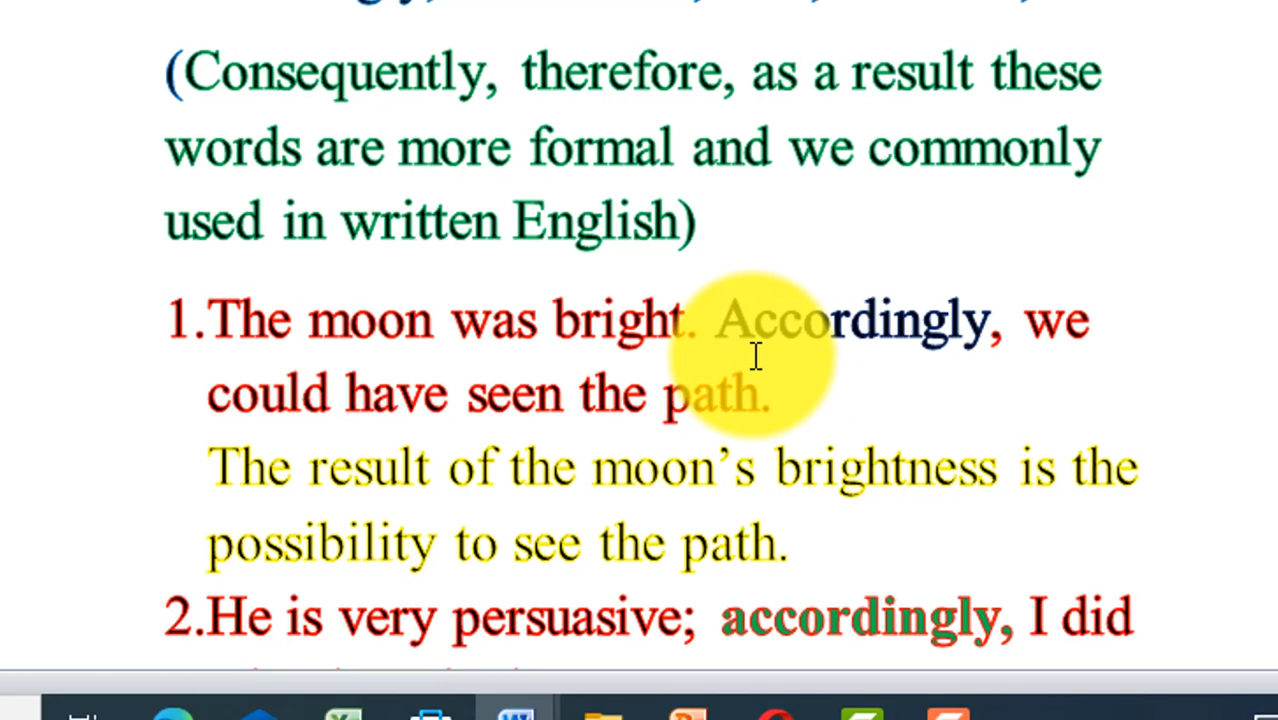 (Consequently, therefore, as a result these
words are more formal and we commonly
used in written English)
1.The moon was bright. Accordingly, we
could have seen the path.
The result of the moon’s brightness is the
possibility to see the path.
2.He is very persuasive; accordingly, I did